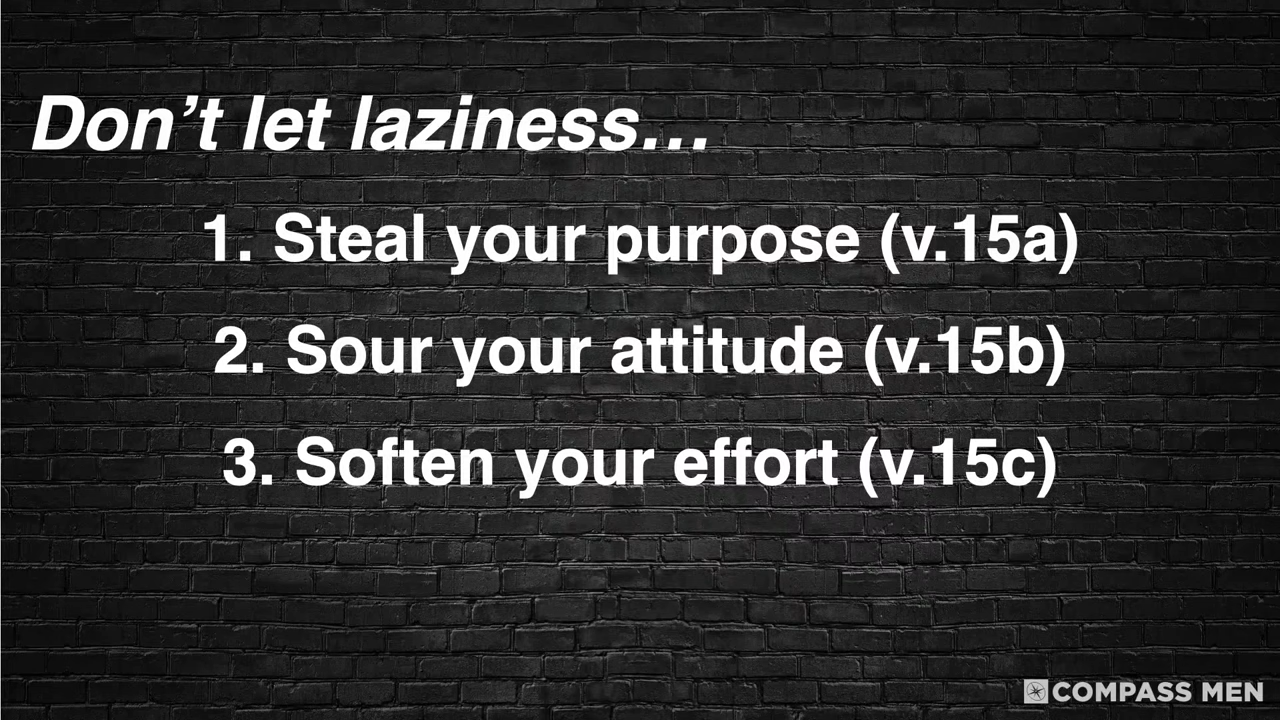 Don’t let laziness…
1. Steal your purpose (v.15a)
2. Sour your attitude (v.15b)
3. Soften your effort (v.15c)
COMPASS MEN